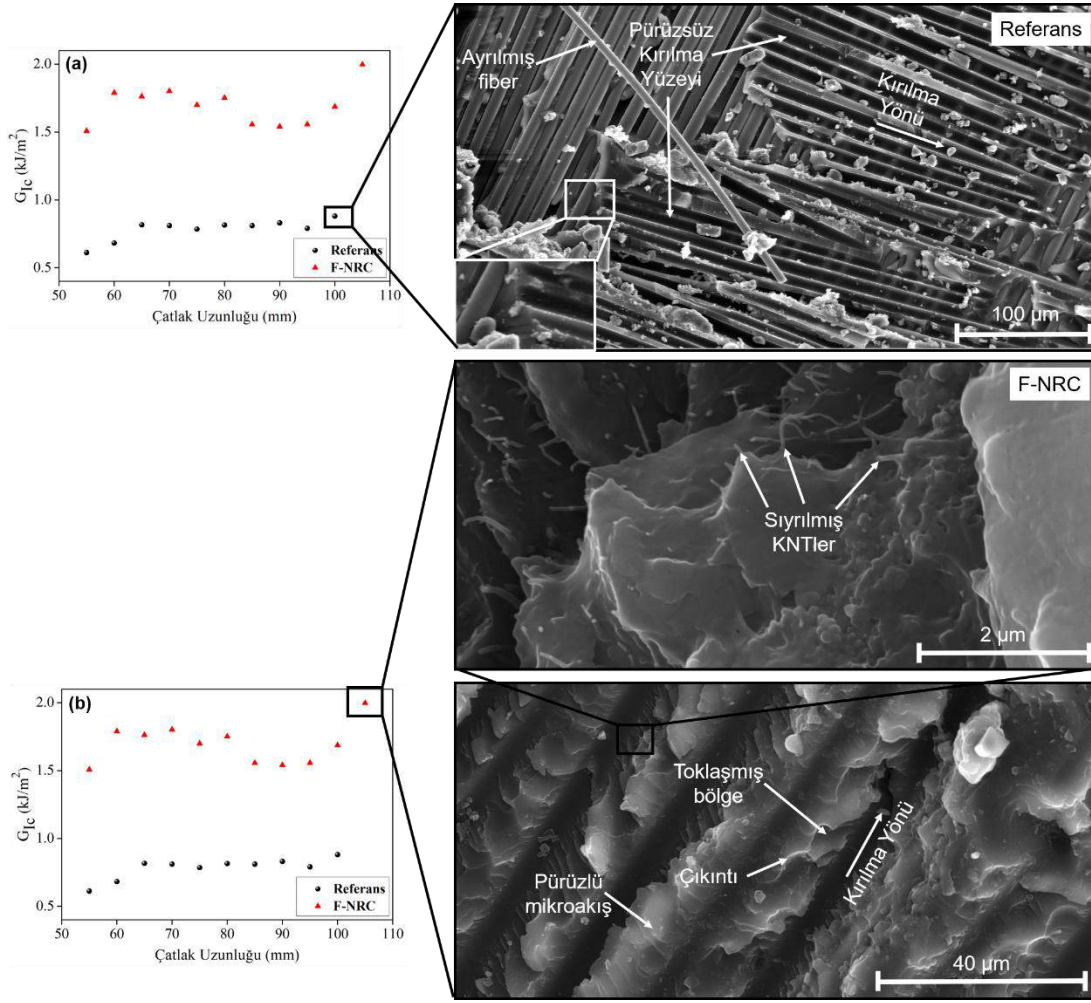 (a)
2.0
1.5
1.0
0.5
G_Ic (kJ/m²)
Referans
F-NRC
50 60 70 80 90 100 110
Çatlak Uzunluğu (mm)
Referans
Ayrılmış
fiber
Pürüzsüz
Kırılma
Yüzeyi
Kırılma
Yönü
100 µm
F-NRC
Sıyrılmış
KNTler
2 µm
(b)
2.0
1.5
1.0
0.5
G_Ic (kJ/m²)
Referans
F-NRC
50 60 70 80 90 100 110
Çatlak Uzunluğu (mm)
Toklaşmış
bölge
Çıkıntı
Pürüzlü
mikroakış
Kırılma Yönü
40 µm